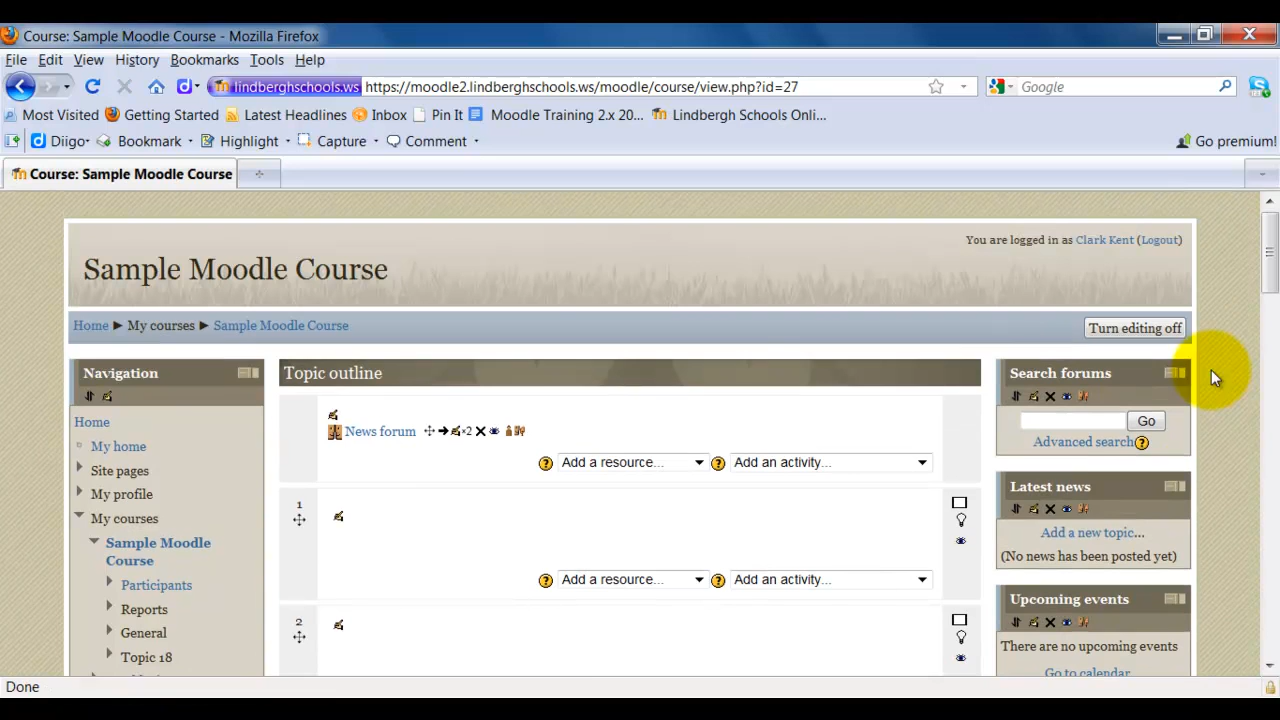 Course: Sample Moodle Course - Mozilla Firefox
File Edit View History Bookmarks Tools Help
lindberghschools.ws https://moodle2.lindberghschools.ws/moodle/course/view.php?id=27 Google
Most Visited Getting Started Latest Headlines Inbox Pin It Moodle Training 2.x 20... Lindbergh Schools Onli...
Diigo Bookmark Highlight Capture Comment Go premium!
Course: Sample Moodle Course
You are logged in as Clark Kent (Logout)
Sample Moodle Course
Home ► My courses ► Sample Moodle Course
Turn editing off
Navigation
Home
My home
Site pages
My profile
My courses
Sample Moodle
Course
Participants
Reports
General
Topic 18
Topic outline
News forum ×2
Add a resource... Add an activity...
1
Add a resource... Add an activity...
2
Search forums
Go
Advanced search
Latest news
Add a new topic...
(No news has been posted yet)
Upcoming events
There are no upcoming events
Go to calendar
Done